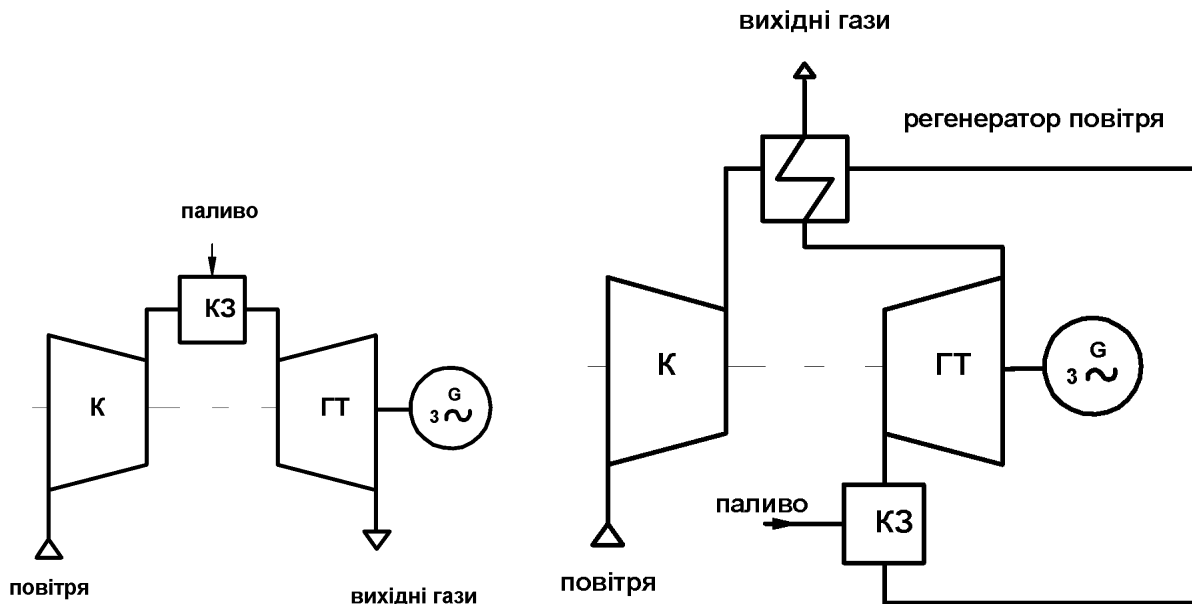 паливо
КЗ
К
ГТ
G
3
повітря
вихідні гази
вихідні гази
регенератор повітря
К
ГТ
G
3
паливо
КЗ
повітря